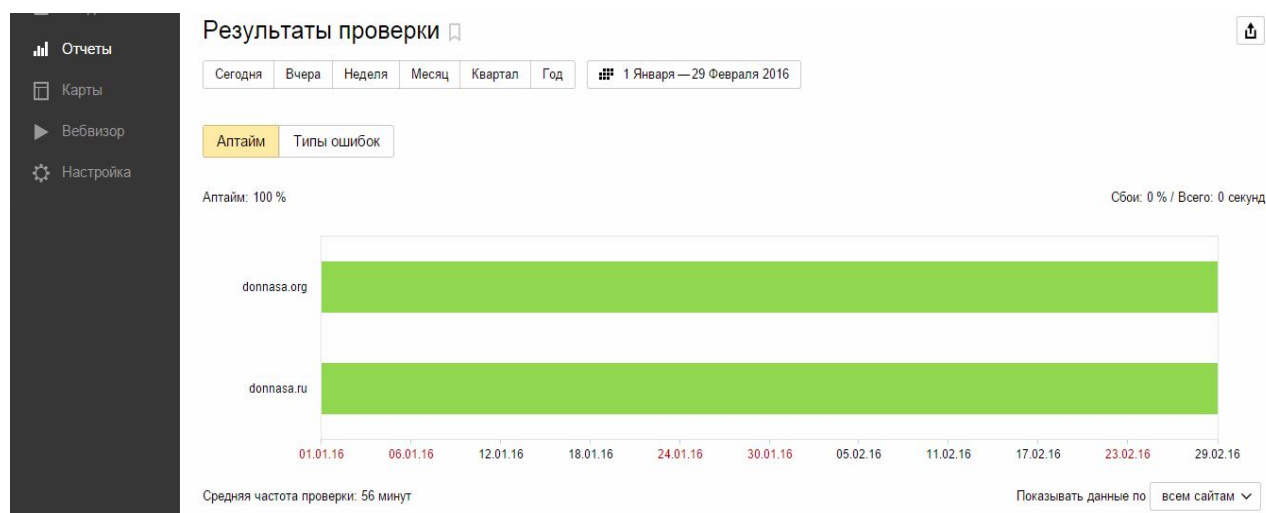 Отчеты
Карты
Вебвизор
Настройка
Результаты проверки
Сегодня Вчера Неделя Месяц Квартал Год 1 Января — 29 Февраля 2016
Аптайм Типы ошибок
Аптайм: 100 % Сбои: 0 % / Всего: 0 секунд
donnasa.org
donnasa.ru
01.01.16 06.01.16 12.01.16 18.01.16 24.01.16 30.01.16 05.02.16 11.02.16 17.02.16 23.02.16 29.02.16
Средняя частота проверки: 56 минут Показывать данные по всем сайтам